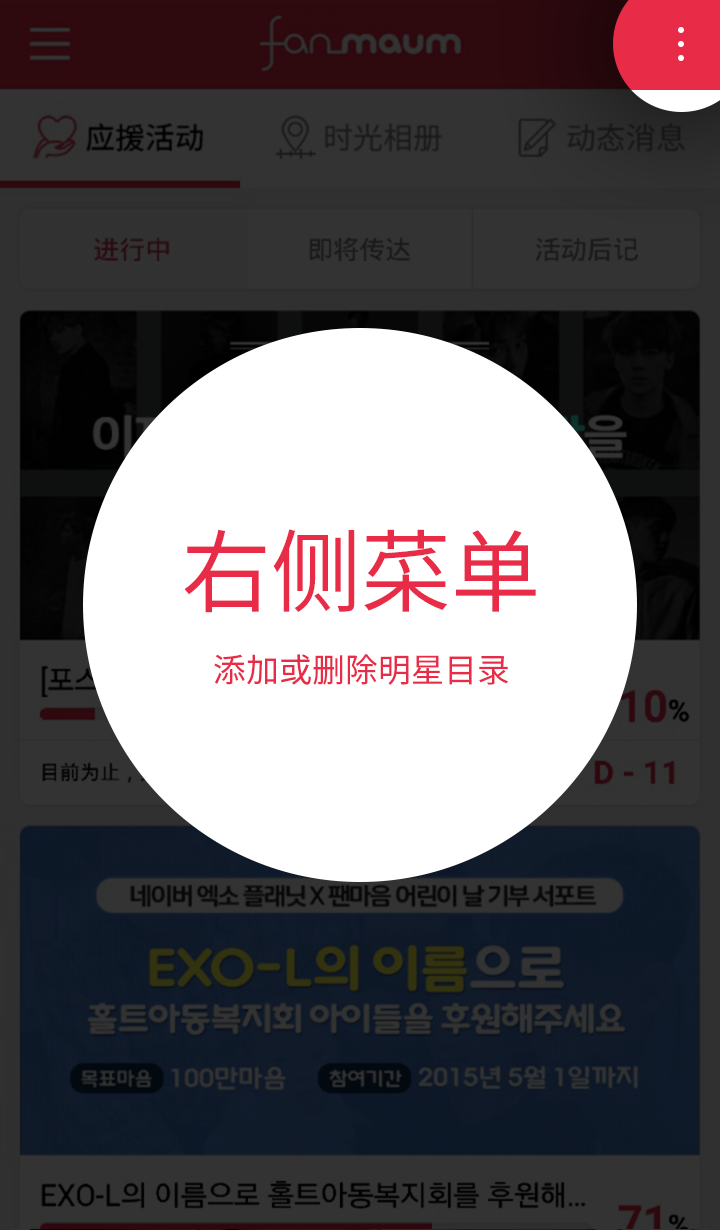 fanmaum
应援活动
时光相册
动态消息
进行中
即将传达
活动后记
을
右侧菜单
添加或删除明星目录
[포스
10%
目前为止,
D - 11
네이버 엑소 플래닛 X 팬마음 어린이 날 기부 서포트
EXO-L의 이름으로
홀트아동복지회 아이들을 후원해주세요
목표마음 100만마음 참여기간 2015년 5월 1일까지
EXO-L의 이름으로 홀트아동복지회를 후원해...
71%